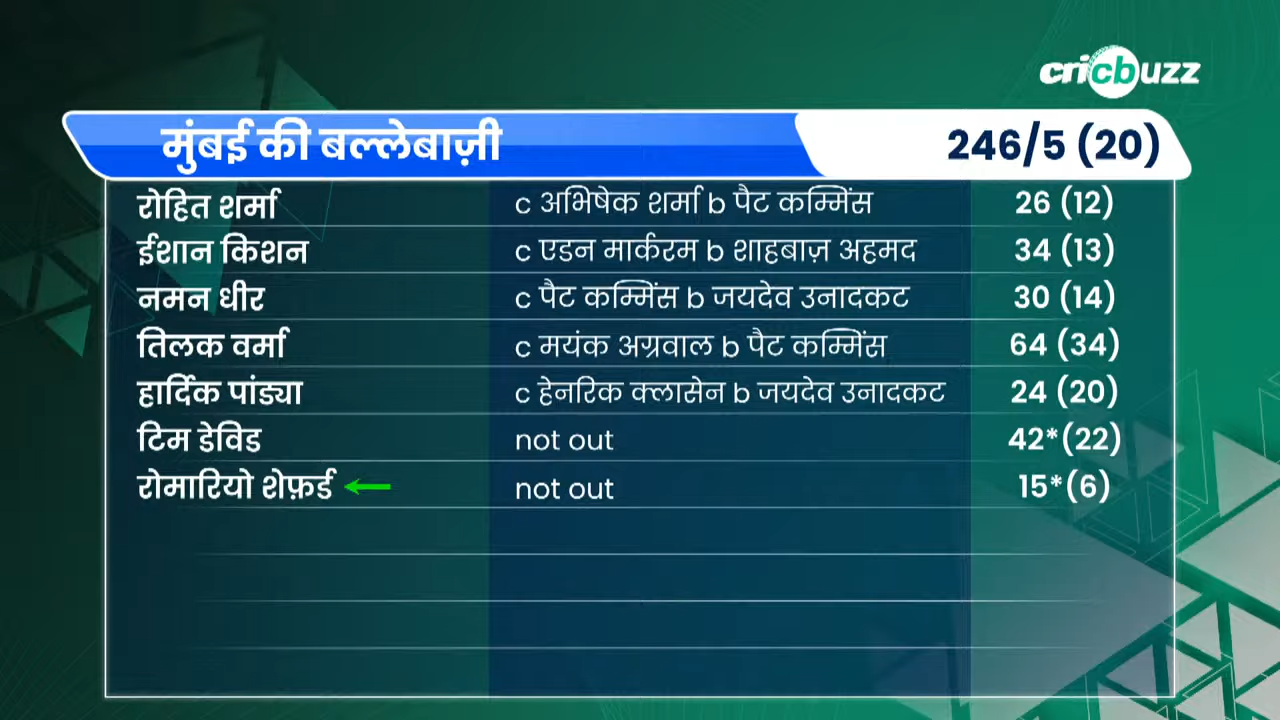 cricbuzz
मुंबई की बल्लेबाज़ी 246/5 (20)
रोहित शर्मा c अभिषेक शर्मा b पैट कम्मिंस 26 (12)
ईशान किशन c एडन मार्करम b शाहबाज़ अहमद 34 (13)
नमन धीर c पैट कम्मिंस b जयदेव उनादकट 30 (14)
तिलक वर्मा c मयंक अग्रवाल b पैट कम्मिंस 64 (34)
हार्दिक पांड्या c हेनरिक क्लासेन b जयदेव उनादकट 24 (20)
टिम डेविड not out 42*(22)
रोमारियो शेफ़र्ड not out 15*(6)